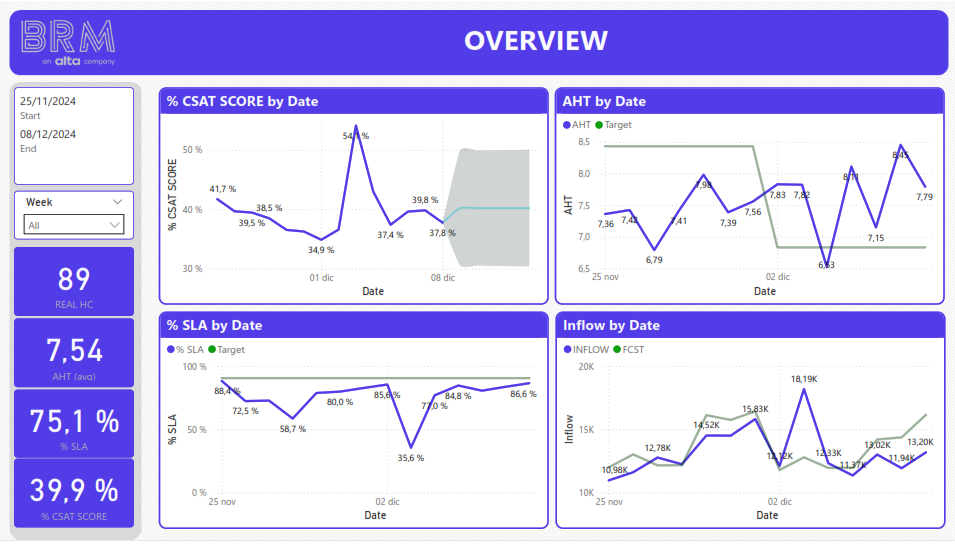 BRM
an alta company
OVERVIEW
25/11/2024
Start
08/12/2024
End
Week
All
89
REAL HC
7,54
AHT (avg)
75,1 %
% SLA
39,9 %
% CSAT SCORE
% CSAT SCORE by Date
% CSAT SCORE
50 %
40 %
30 %
41,7 %
39,5 %
38,5 %
34,9 %
54,1 %
37,4 %
39,8 %
37,8 %
01 dic
08 dic
Date
AHT by Date
AHT
Target
AHT
8,5
8,0
7,5
7,0
6,5
7,36
7,42
6,79
7,41
7,98
7,39
7,56
7,83
7,82
6,53
8,11
7,15
8,45
7,79
25 nov
02 dic
Date
% SLA by Date
% SLA
Target
% SLA
100 %
50 %
0 %
88,4 %
72,5 %
58,7 %
80,0 %
85,6 %
35,6 %
77,0 %
84,8 %
86,6 %
25 nov
02 dic
Date
Inflow by Date
INFLOW
FCST
Inflow
20K
15K
10K
10,98K
12,78K
14,52K
15,83K
12,12K
18,19K
12,33K
11,37K
13,02K
11,94K
13,20K
25 nov
02 dic
Date